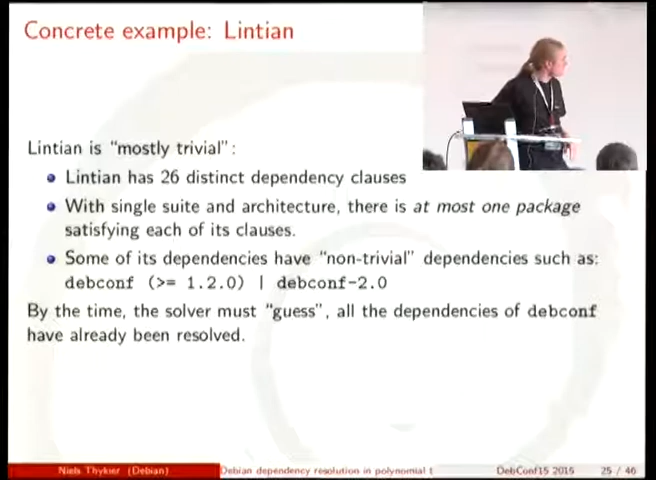 Concrete example: Lintian
Lintian is "mostly trivial":
Lintian has 26 distinct dependency clauses
With single suite and architecture, there is at most one package
satisfying each of its clauses.
Some of its dependencies have "non-trivial" dependencies such as:
debconf (>= 1.2.0) | debconf-2.0
By the time, the solver must "guess", all the dependencies of debconf
have already been resolved.
Niels Thykier (Debian)
Debian dependency resolution in polynomial t
DebConf15 2015
25 / 46